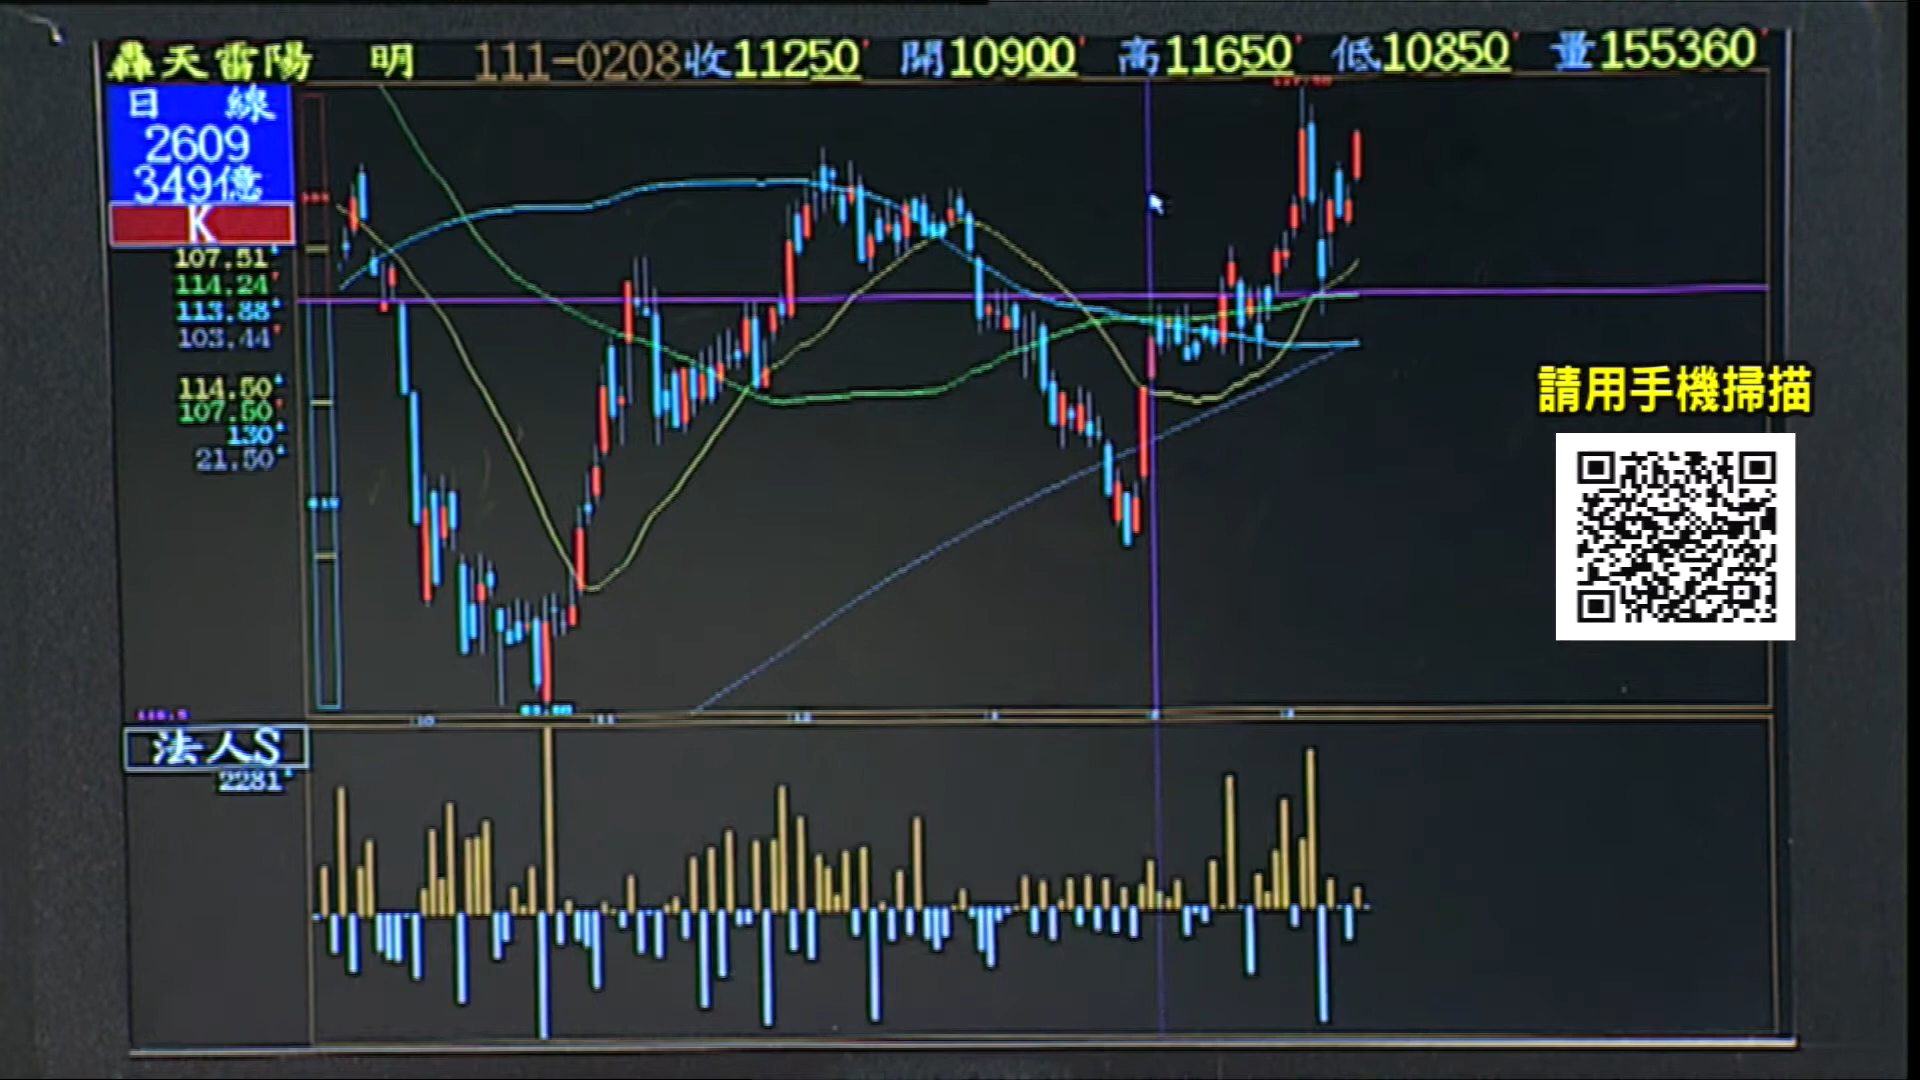 轟天雷陽 明 111-0208收11250 開10900 高11650 低10850 量155360
日 線
2609
349億
K
107.51
114.24
113.88
103.44
114.50
107.50
130
21.50
請用手機掃描
法人S
2281